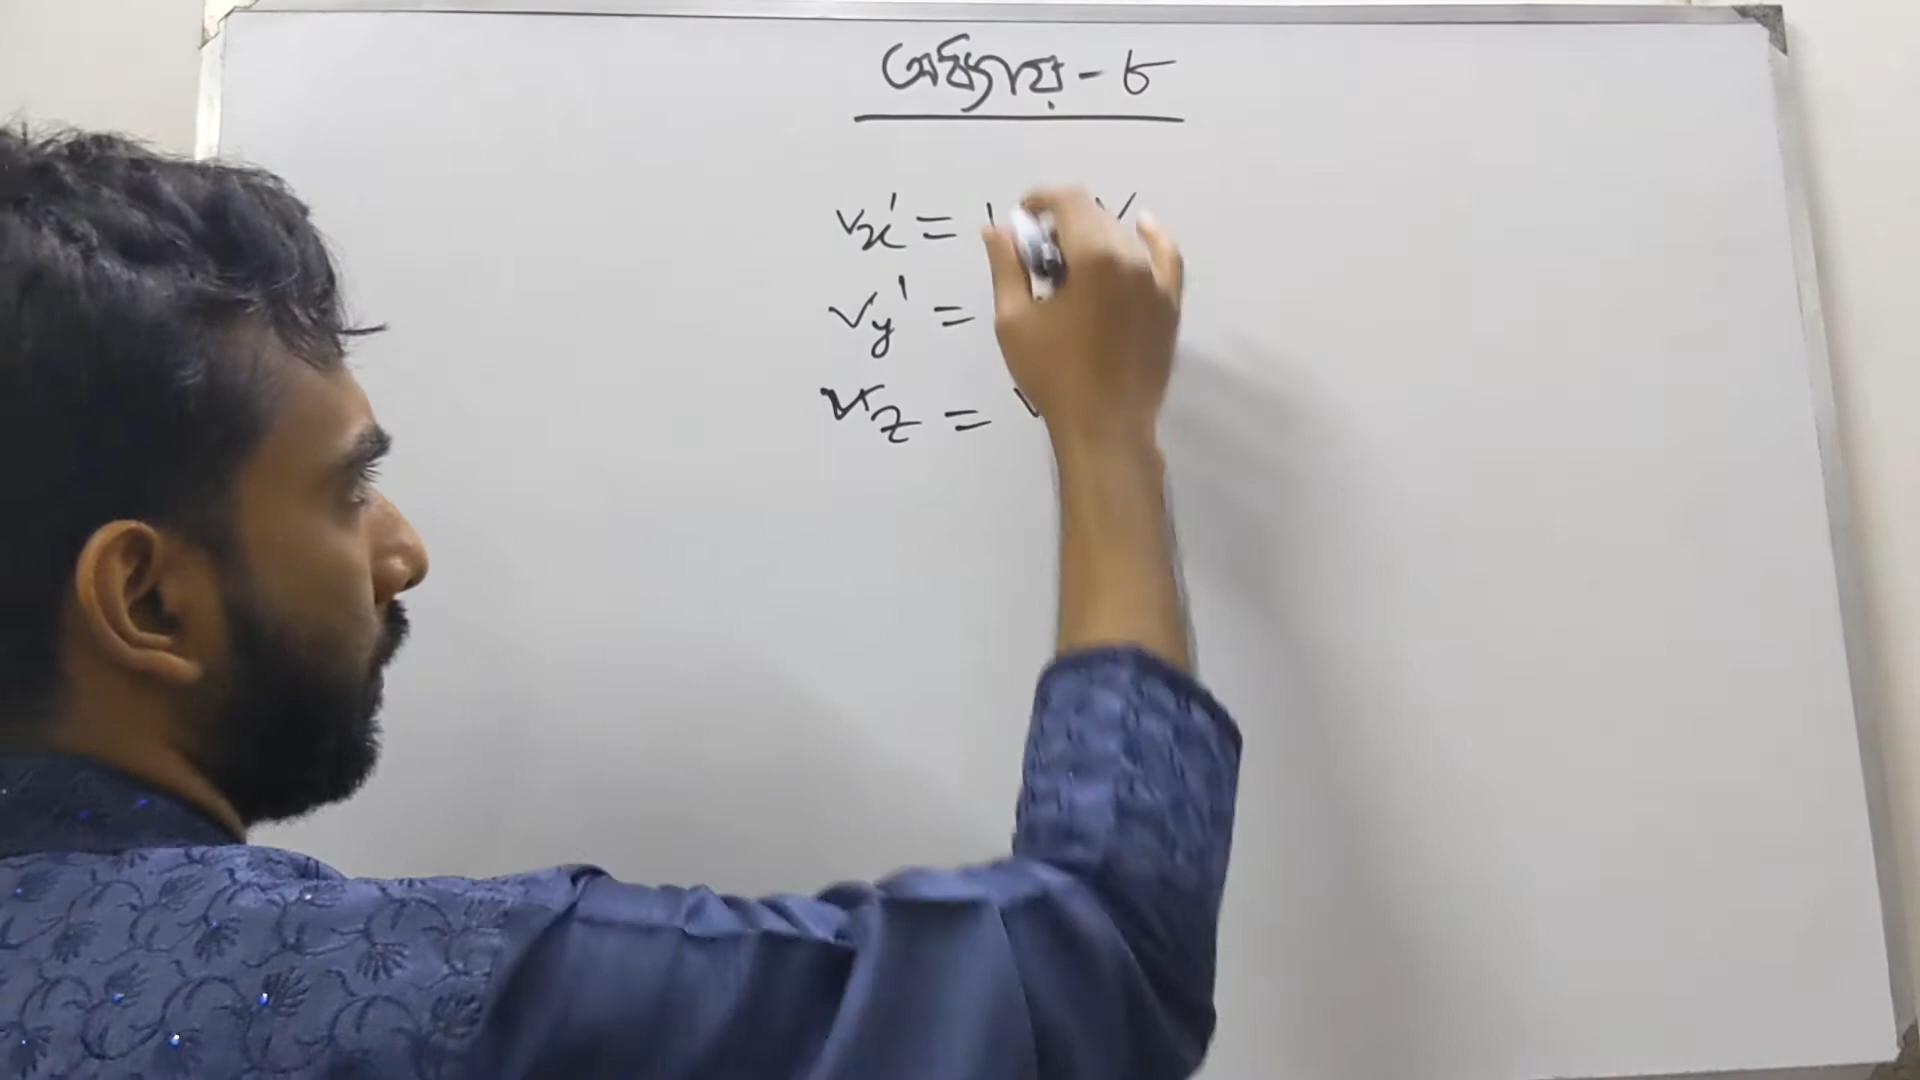 অধ্যায় - ৮
vx' =
vy' =
vz =